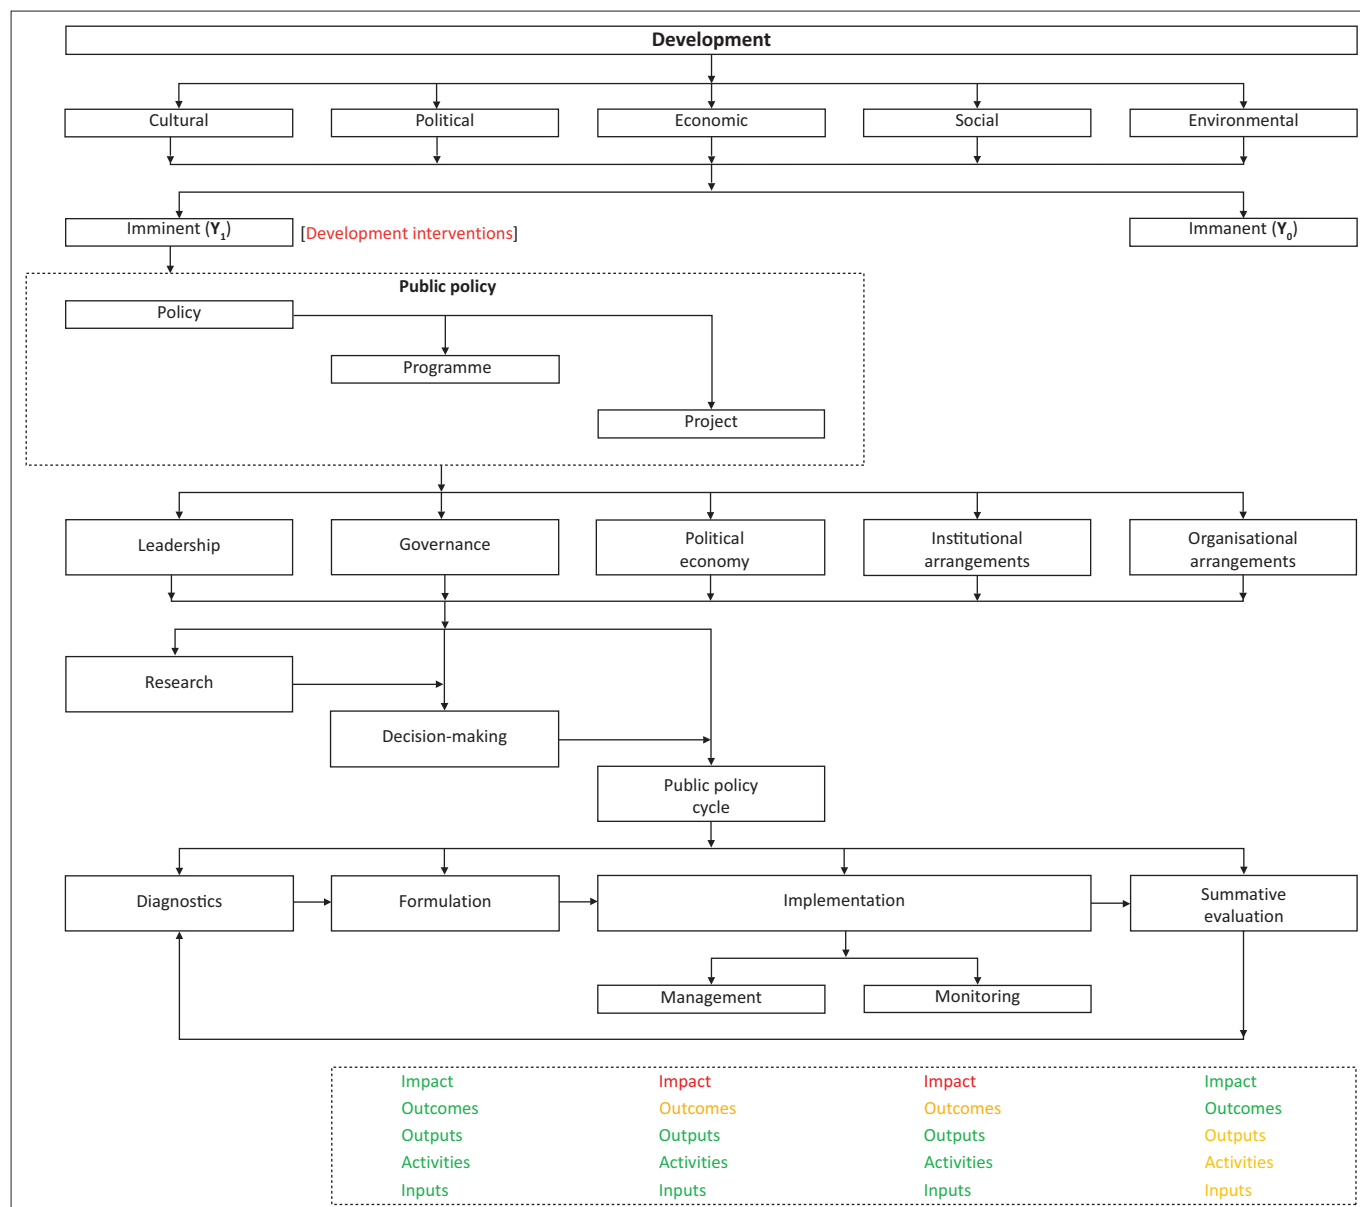 Development
Cultural Political Economic Social Environmental
Imminent (Y1) [Development interventions] Immanent (Y0)
Public policy
Policy
Programme
Project
Leadership Governance Political economy Institutional arrangements Organisational arrangements
Research
Decision-making
Public policy
cycle
Diagnostics Formulation Implementation Summative evaluation
Management Monitoring
Impact Impact Impact Impact
Outcomes Outcomes Outcomes Outcomes
Outputs Outputs Outputs Outputs
Activities Activities Activities Activities
Inputs Inputs Inputs Inputs